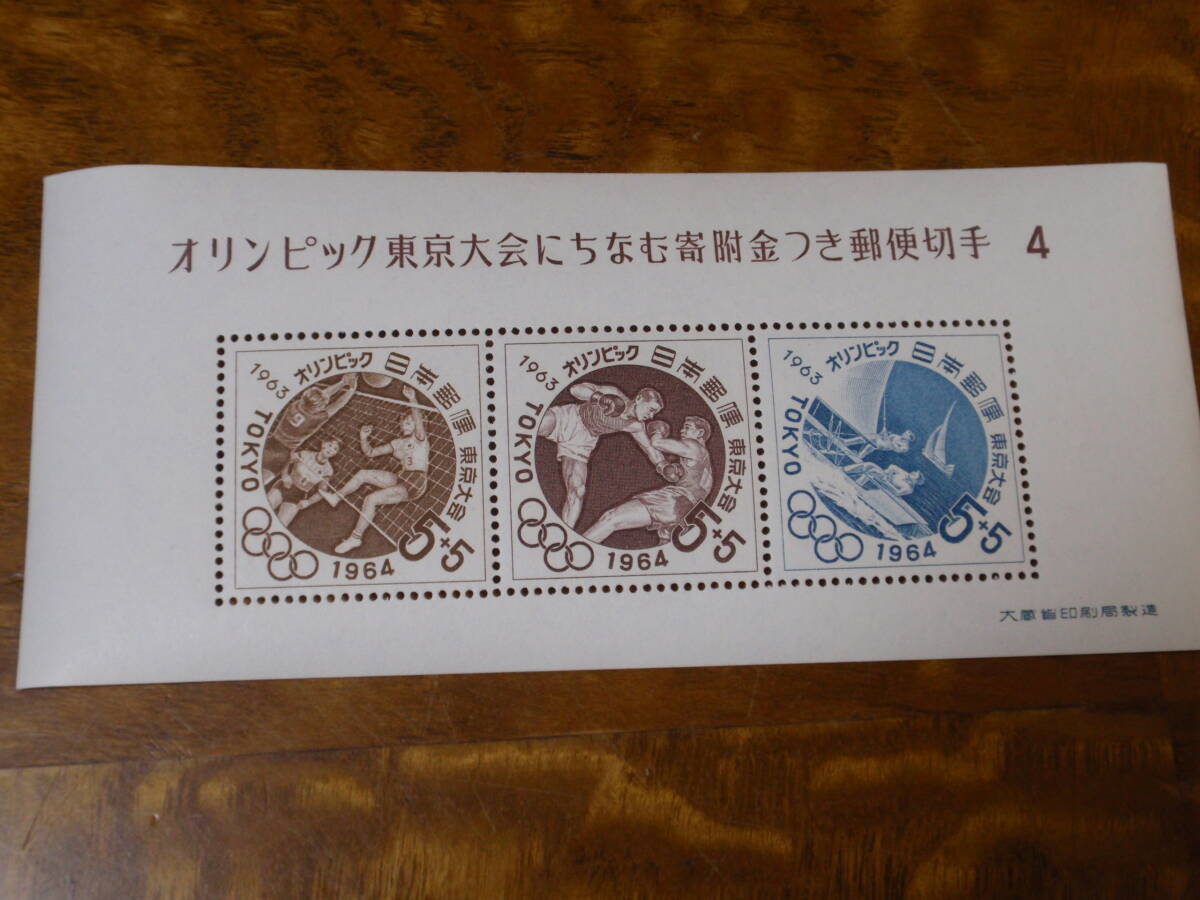 オリンピック東京大会にちなむ寄附金つき郵便切手 4
1963 オリンピック 日本郵便
TOKYO 東京大会
1964 5+5
1963 オリンピック 日本郵便
TOKYO 東京大会
1964 5+5
1963 オリンピック 日本郵便
TOKYO 東京大会
1964 5+5
大蔵省印刷局製造